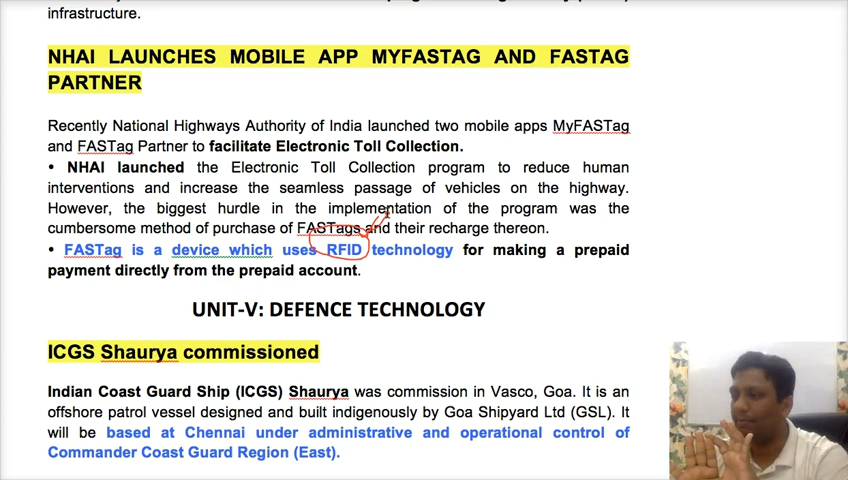 infrastructure.
NHAI LAUNCHES MOBILE APP MYFASTAG AND FASTAG
PARTNER
Recently National Highways Authority of India launched two mobile apps MyFASTag
and FASTag Partner to facilitate Electronic Toll Collection.
• NHAI launched the Electronic Toll Collection program to reduce human
interventions and increase the seamless passage of vehicles on the highway.
However, the biggest hurdle in the implementation of the program was the
cumbersome method of purchase of FASTags and their recharge thereon.
• FASTag is a device which uses RFID technology for making a prepaid
payment directly from the prepaid account.
UNIT-V: DEFENCE TECHNOLOGY
ICGS Shaurya commissioned
Indian Coast Guard Ship (ICGS) Shaurya was commission in Vasco, Goa. It is an
offshore patrol vessel designed and built indigenously by Goa Shipyard Ltd (GSL). It
will be based at Chennai under administrative and operational control of
Commander Coast Guard Region (East).